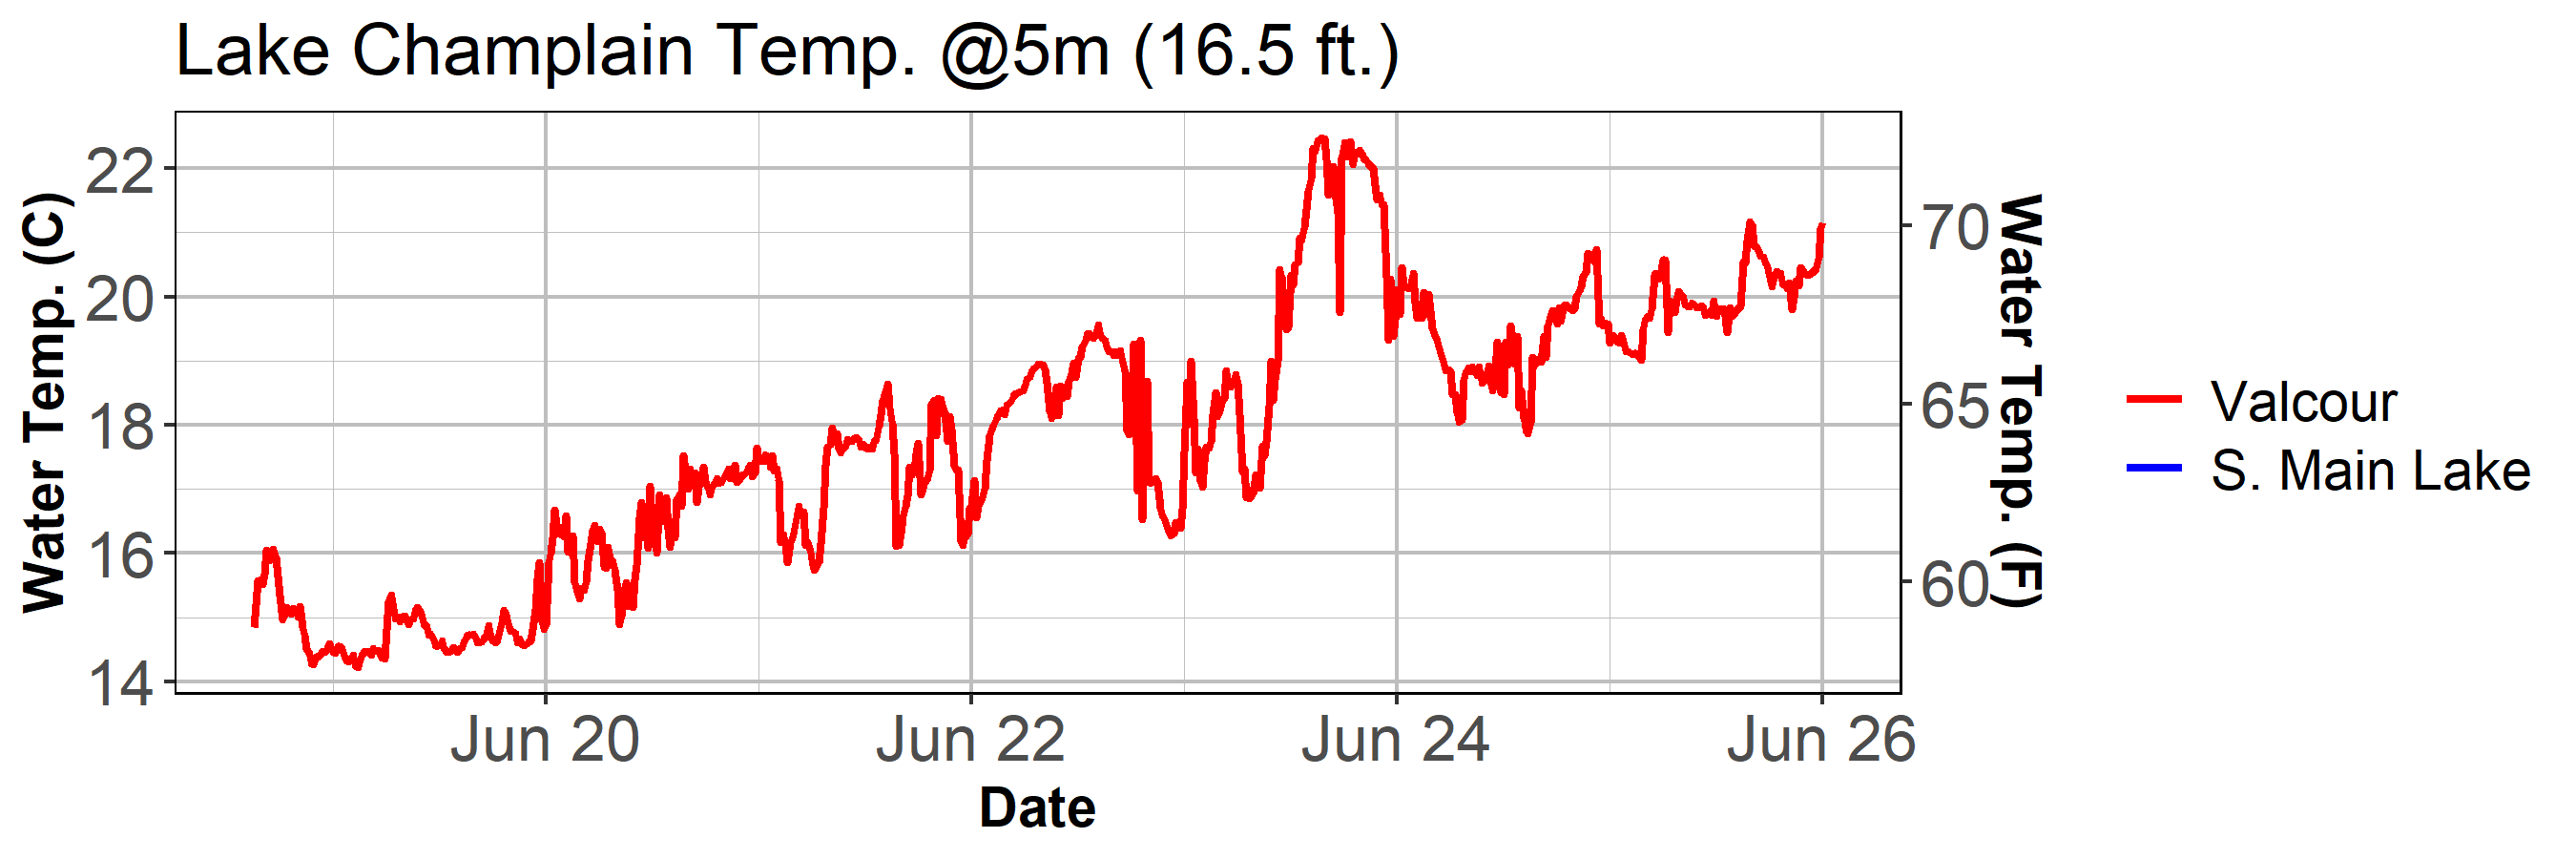 Lake Champlain Temp. @5m (16.5 ft.)
Water Temp. (C)
22
20
18
16
14
70
65
60
Water Temp. (F)
Jun 20
Jun 22
Jun 24
Jun 26
Date
Valcour
S. Main Lake